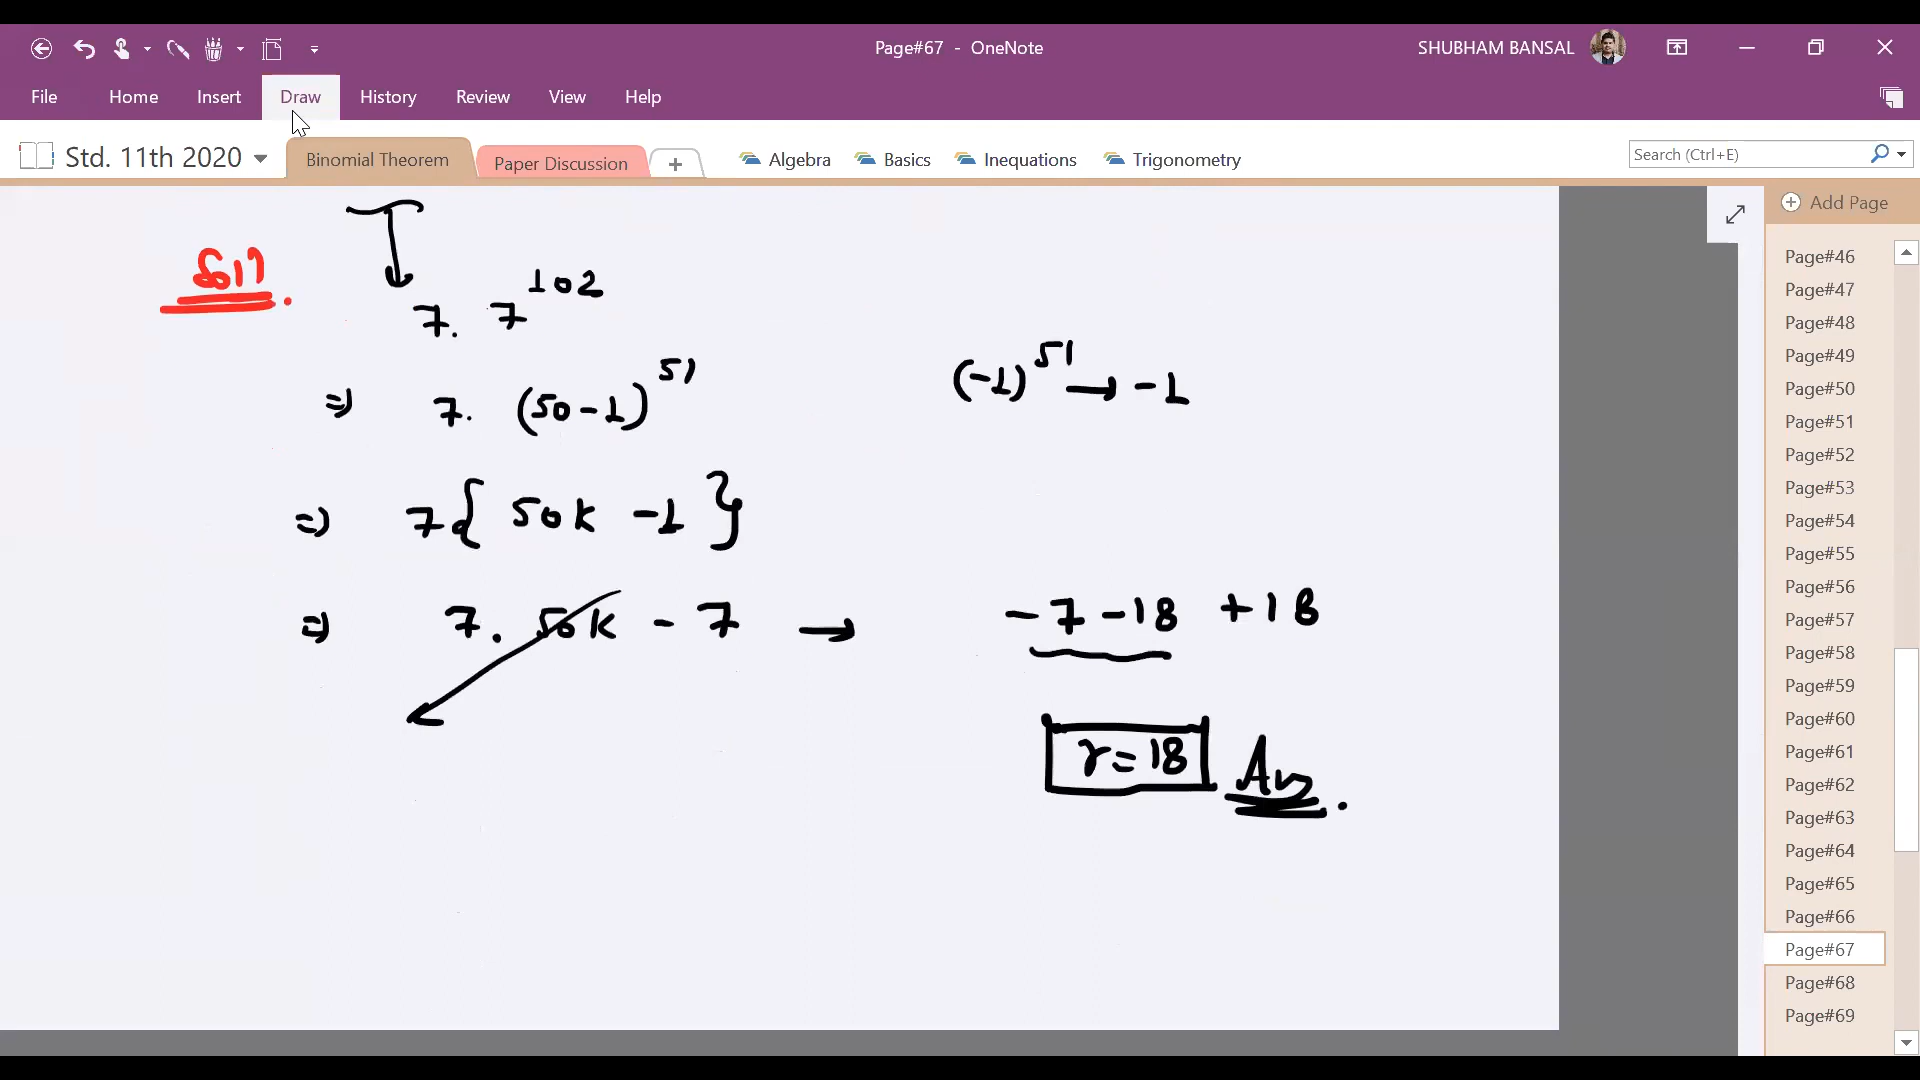 Page#67 - OneNote
SHUBHAM BANSAL
File Home Insert Draw History Review View Help
Std. 11th 2020
Binomial Theorem
Paper Discussion
Algebra
Basics
Inequations
Trigonometry
Search (Ctrl+E)
Add Page
Soln.
7. 7^102
⇒ 7. (50-1)^51
(-1)^51 → -1
⇒ 7{ 50k -1 }
⇒ 7. 50k - 7 → -7 -18 +18
r = 18 Ans.
Page#46
Page#47
Page#48
Page#49
Page#50
Page#51
Page#52
Page#53
Page#54
Page#55
Page#56
Page#57
Page#58
Page#59
Page#60
Page#61
Page#62
Page#63
Page#64
Page#65
Page#66
Page#67
Page#68
Page#69